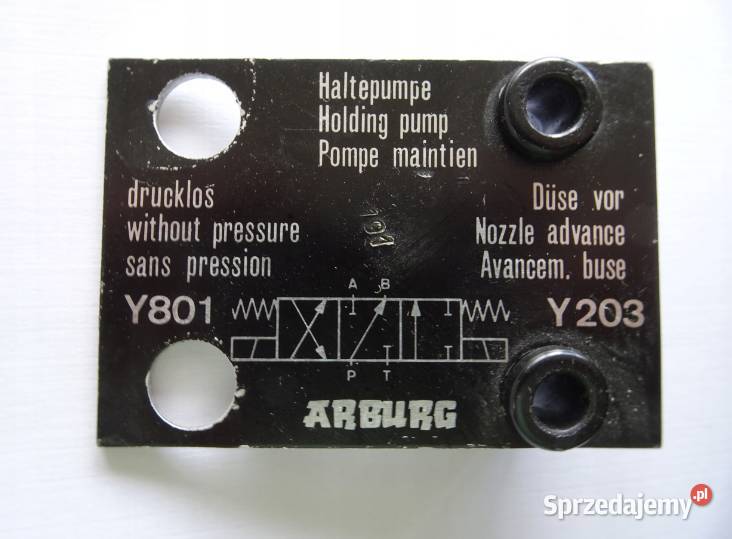 Haltepumpe
Holding pump
Pompe maintien
drucklos
without pressure
sans pression
Düse vor
Nozzle advance
Avancem. buse
191
Y801
A B
Y203
P T
ARBURG
Sprzedajemy.pl